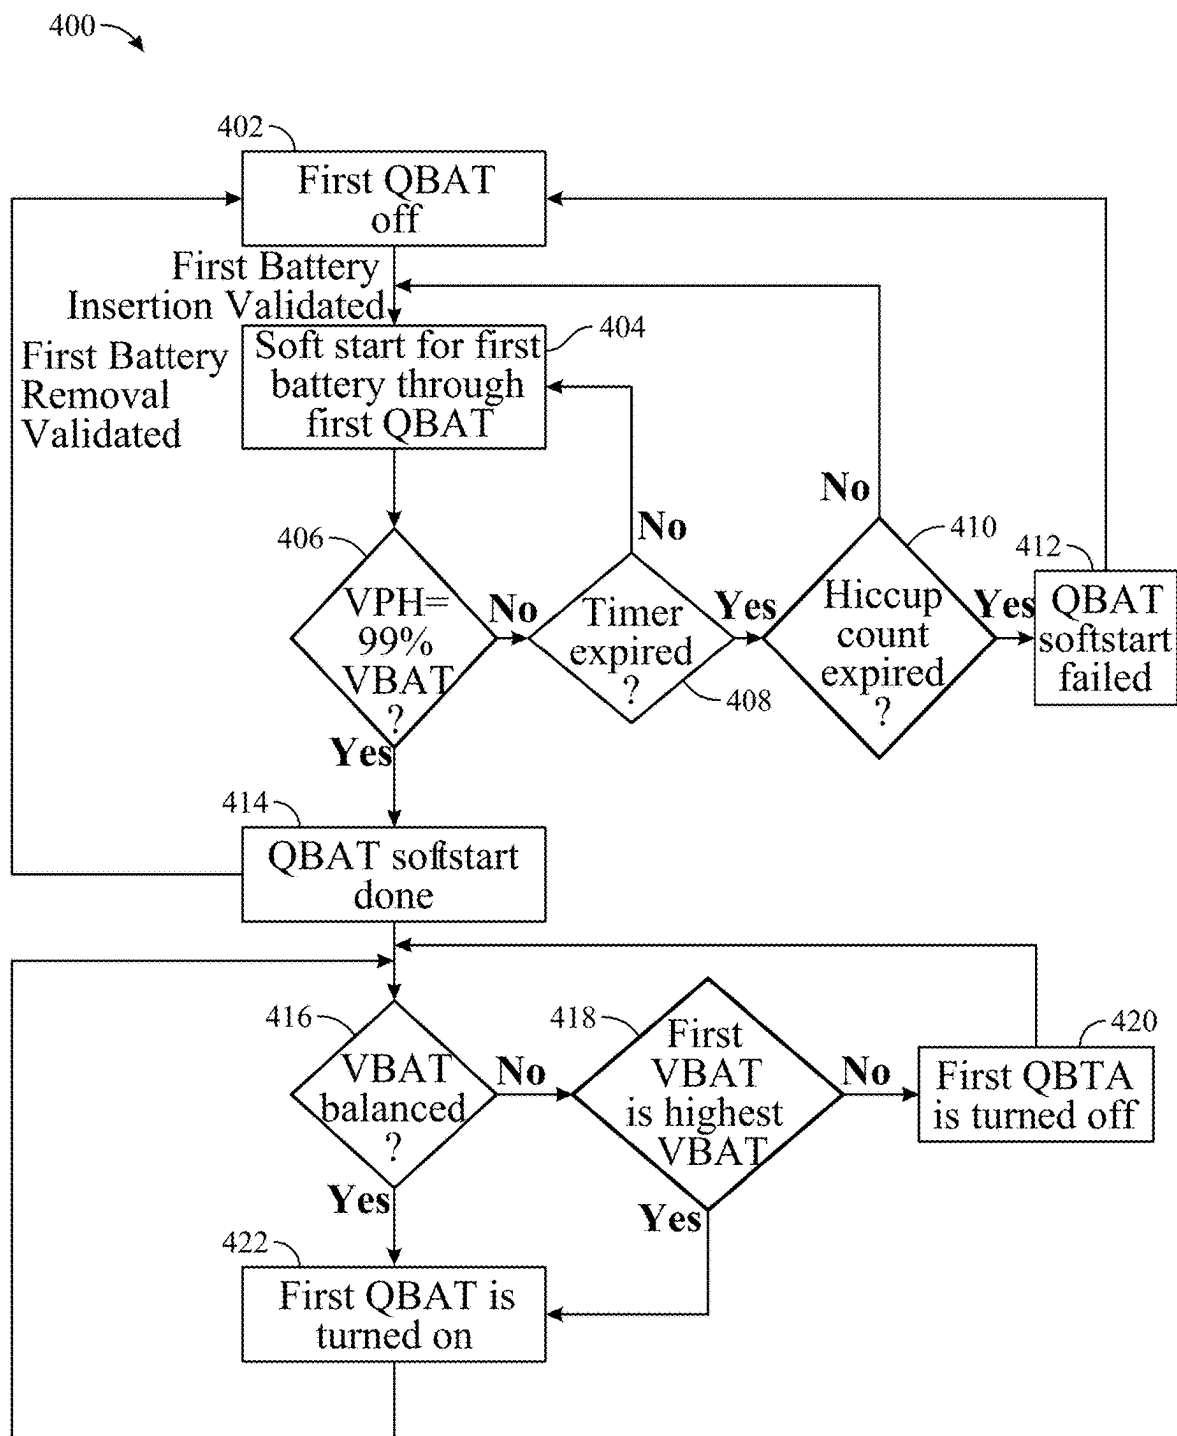 400
402
First QBAT
off
First Battery
Insertion Validated
First Battery
Removal
Validated
404
Soft start for first
battery through
first QBAT
406
VPH=
99%
VBAT
?
No
Yes
408
Timer
expired
?
No
Yes
410
Hiccup
count
expired
?
No
Yes
412
QBAT
softstart
failed
414
QBAT softstart
done
416
VBAT
balanced
?
No
Yes
418
First
VBAT
is highest
VBAT
No
Yes
420
First QBTA
is turned off
422
First QBAT is
turned on